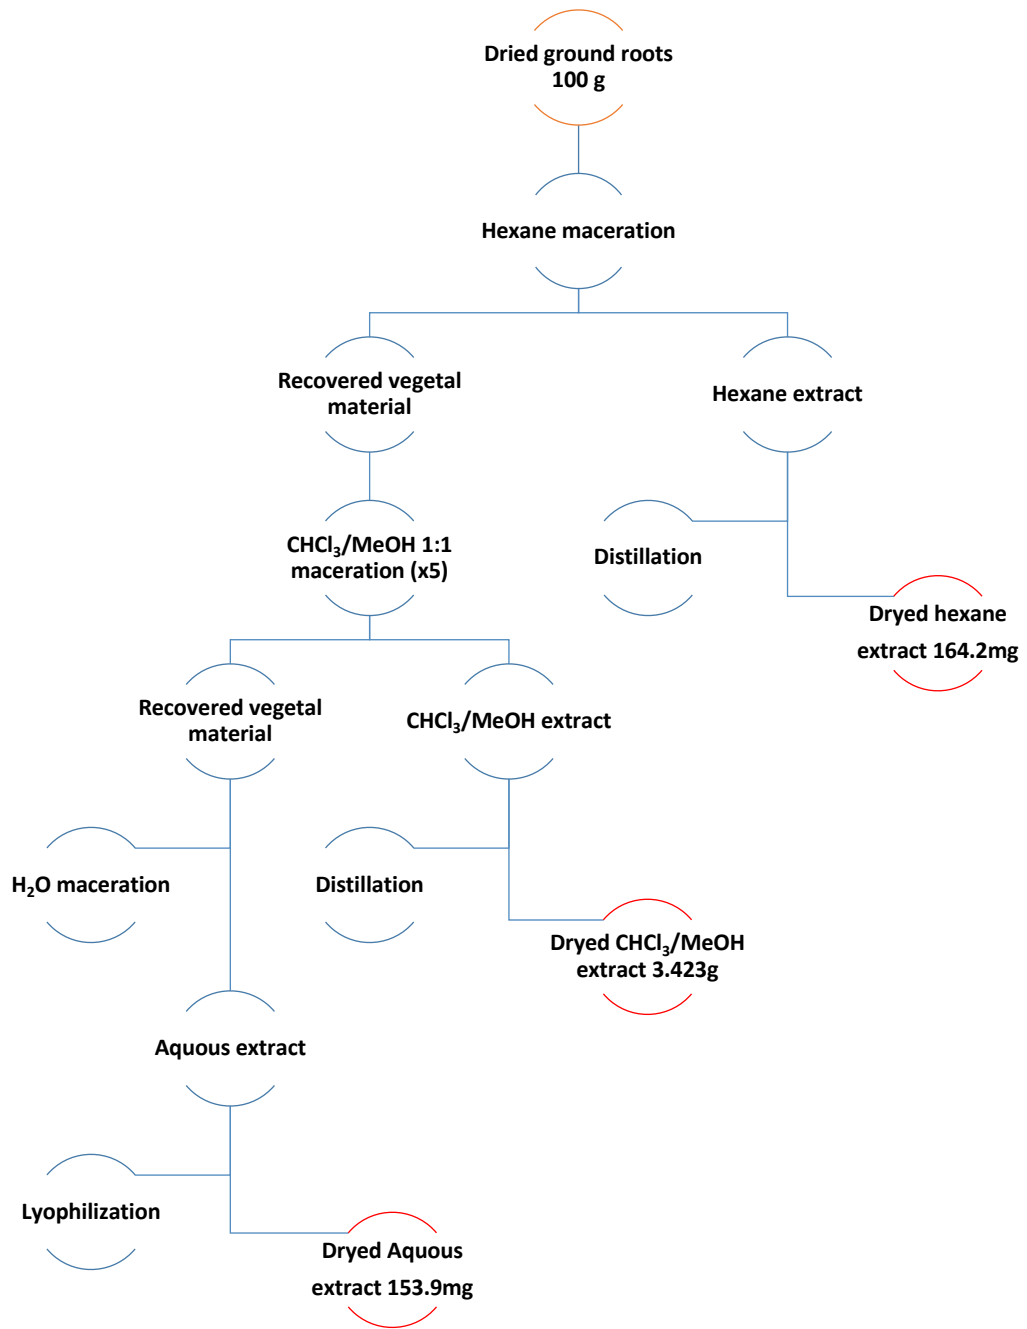 Dried ground roots
100 g
Hexane maceration
Recovered vegetal
material
Hexane extract
CHCl₃/MeOH 1:1
maceration (x5)
Distillation
Dryed hexane
extract 164.2mg
Recovered vegetal
material
CHCl₃/MeOH extract
H₂O maceration
Distillation
Dryed CHCl₃/MeOH
extract 3.423g
Aquous extract
Lyophilization
Dryed Aquous
extract 153.9mg